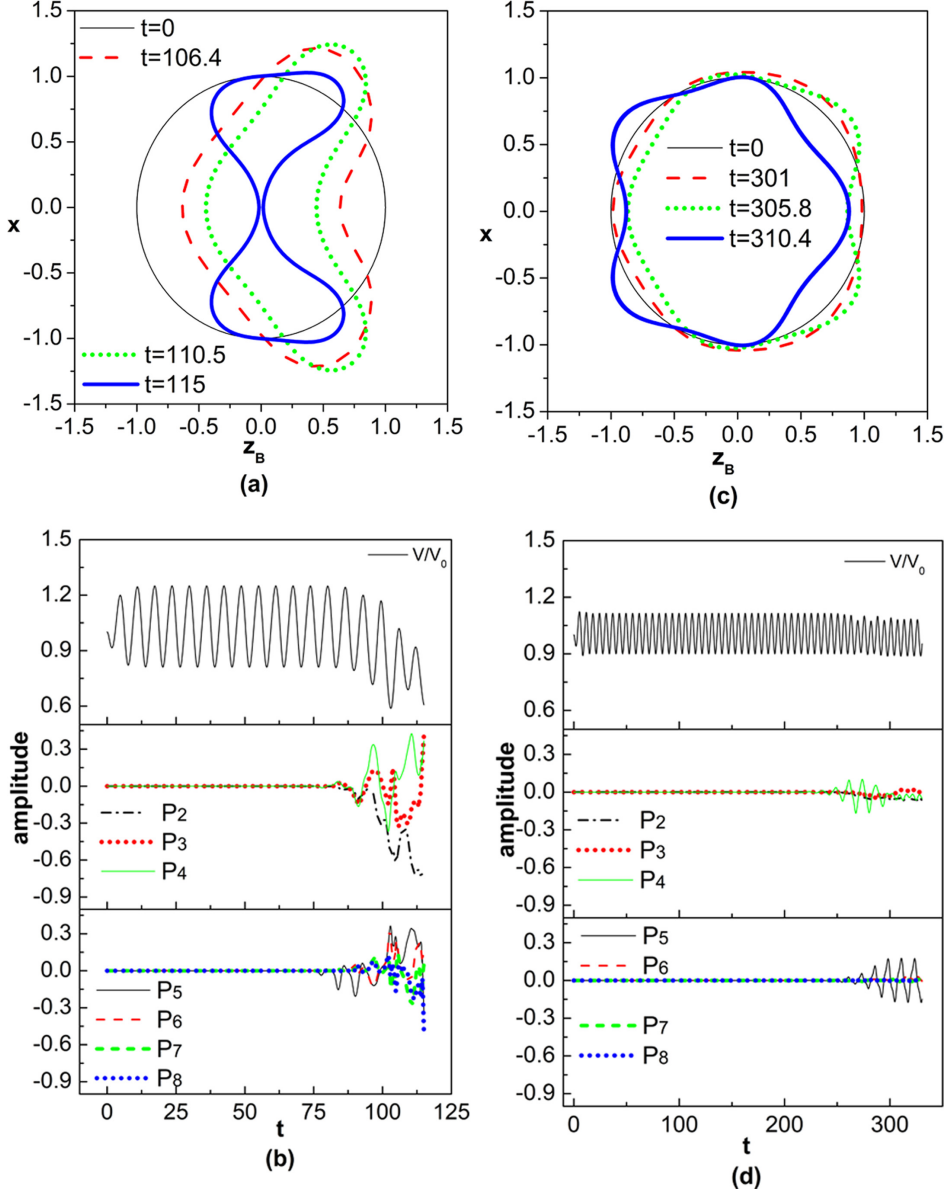 1.5
1.0
0.5
0.0
-0.5
-1.0
-1.5
x
t=0
t=106.4
t=110.5
t=115
-1.5 -1.0 -0.5 0.0 0.5 1.0 1.5
z_B
(a)
1.5
1.0
0.5
0.0
-0.5
-1.0
-1.5
x
t=0
t=301
t=305.8
t=310.4
-1.5 -1.0 -0.5 0.0 0.5 1.0 1.5
z_B
(c)
1.5
1.2
0.9
0.6
V/V₀
amplitude
0.3
0.0
-0.3
-0.6
-0.9
P₂
P₃
P₄
0.3
0.0
-0.3
-0.6
-0.9
P₅
P₆
P₇
P₈
0 25 50 75 100 125
t
(b)
1.5
1.2
0.9
0.6
V/V₀
amplitude
0.3
0.0
-0.3
-0.6
-0.9
P₂
P₃
P₄
0.3
0.0
-0.3
-0.6
-0.9
P₅
P₆
P₇
P₈
0 100 200 300
t
(d)